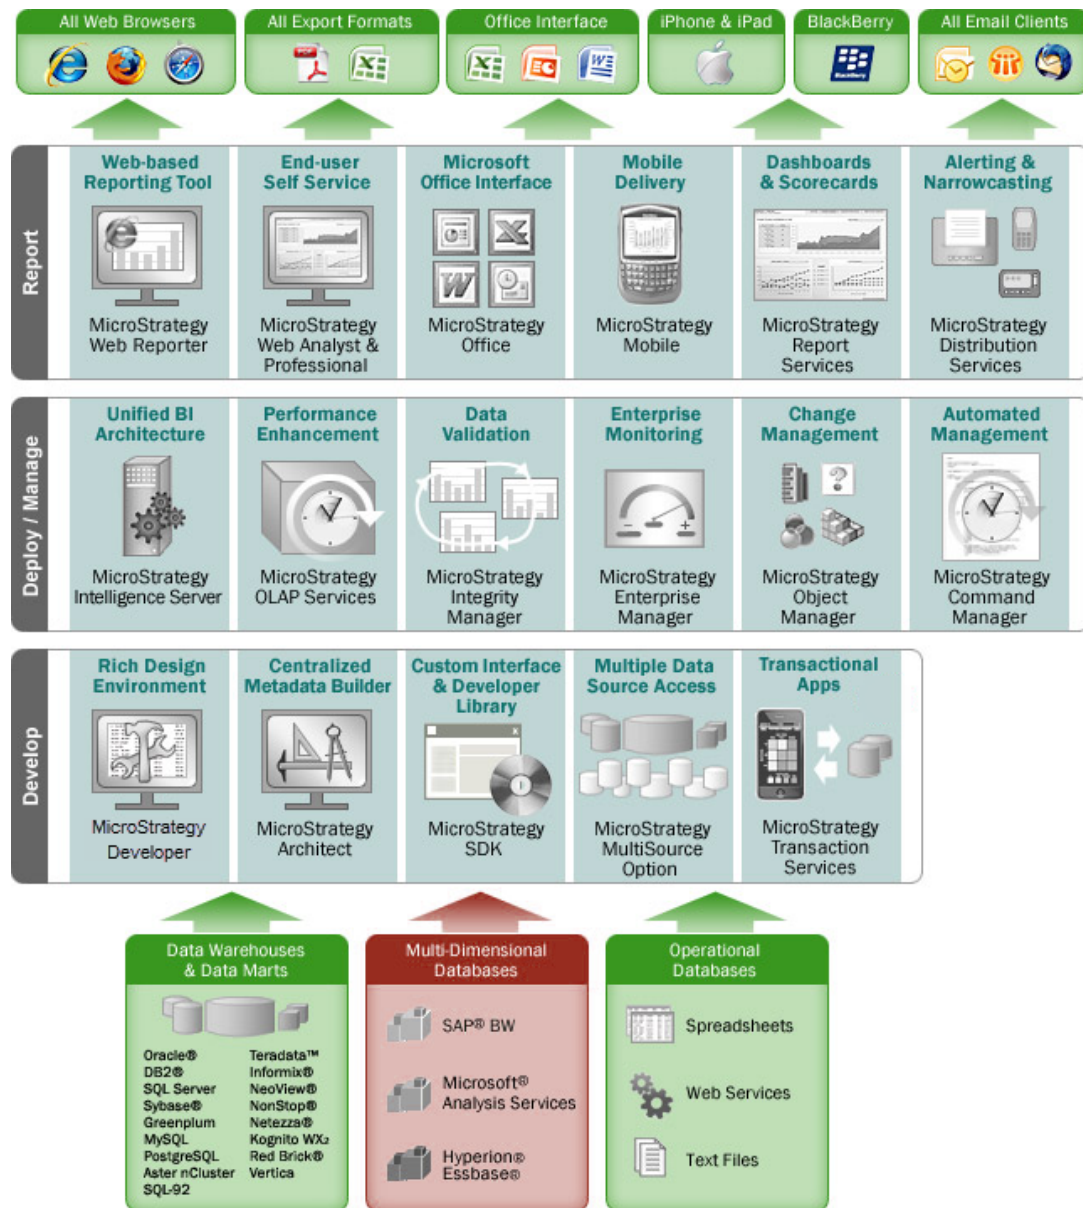 All Web Browsers
All Export Formats
Office Interface
iPhone & iPad
BlackBerry
All Email Clients
BlackBerry
Report
Web-based
Reporting Tool
MicroStrategy
Web Reporter
End-user
Self Service
MicroStrategy
Web Analyst &
Professional
Microsoft
Office Interface
MicroStrategy
Office
Mobile
Delivery
MicroStrategy
Mobile
Dashboards
& Scorecards
MicroStrategy
Report
Services
Alerting &
Narrowcasting
MicroStrategy
Distribution
Services
Deploy / Manage
Unified BI
Architecture
MicroStrategy
Intelligence Server
Performance
Enhancement
MicroStrategy
OLAP Services
Data
Validation
MicroStrategy
Integrity
Manager
Enterprise
Monitoring
MicroStrategy
Enterprise
Manager
Change
Management
MicroStrategy
Object
Manager
Automated
Management
MicroStrategy
Command
Manager
Develop
Rich Design
Environment
MicroStrategy
Developer
Centralized
Metadata Builder
MicroStrategy
Architect
Custom Interface
& Developer
Library
MicroStrategy
SDK
Multiple Data
Source Access
MicroStrategy
MultiSource
Option
Transactional
Apps
MicroStrategy
Transaction
Services
Data Warehouses
& Data Marts
Oracle®
DB2®
SQL Server
Sybase®
Greenplum
MySQL
PostgreSQL
Aster nCluster
SQL-92
Teradata™
Informix®
NeoView®
NonStop®
Netezza®
Kognito WX₂
Red Brick®
Vertica
Multi-Dimensional
Databases
SAP® BW
Microsoft®
Analysis Services
Hyperion®
Essbase®
Operational
Databases
Spreadsheets
Web Services
Text Files